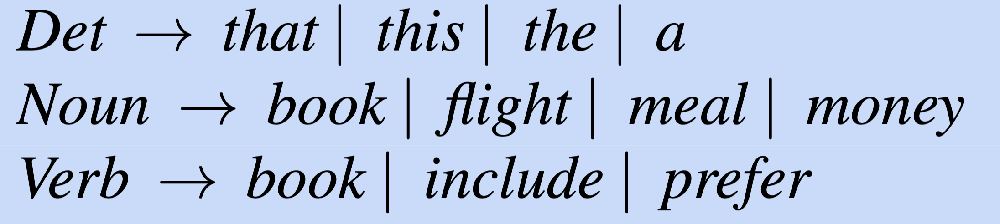 Det → that | this | the | a
Noun → book | flight | meal | money
Verb → book | include | prefer